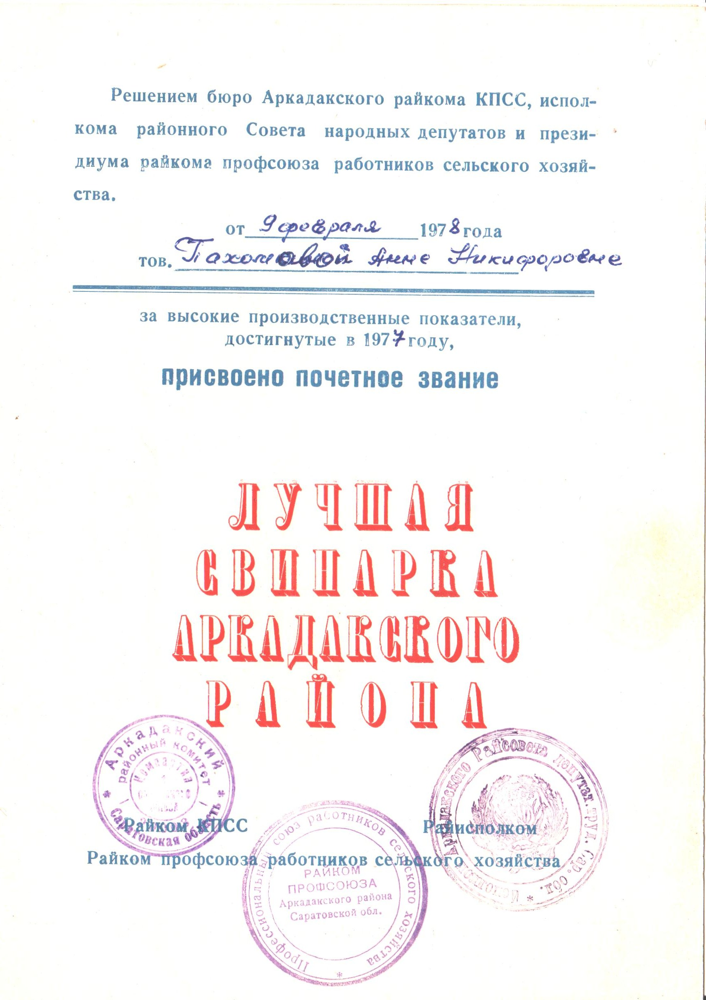 Решением бюро Аркадакского райкома КПСС, испол-
кома районного Совета народных депутатов и прези-
диума райкома профсоюза работников сельского хозяй-
ства.
от 9 февраля 1978 года
тов. Пахомовой Анне Никифоровне
за высокие производственные показатели,
достигнутые в 1977 году,
присвоено почетное звание
ЛУЧШАЯ
СВИНАРКА
АРКАДАКСКОГО
РАЙОНА
Аркадакский
районный комитет
Компартия
Саратовская область
Райком КПСС
Райисполком
Исполком Аркадакского Райсовета депутат. труд. Сар. обл.
Райком профсоюза работников сельского хозяйства
Профессиональный союз работников сельского хозяйства
РАЙКОМ
ПРОФСОЮЗА
Аркадакского района
Саратовской обл.